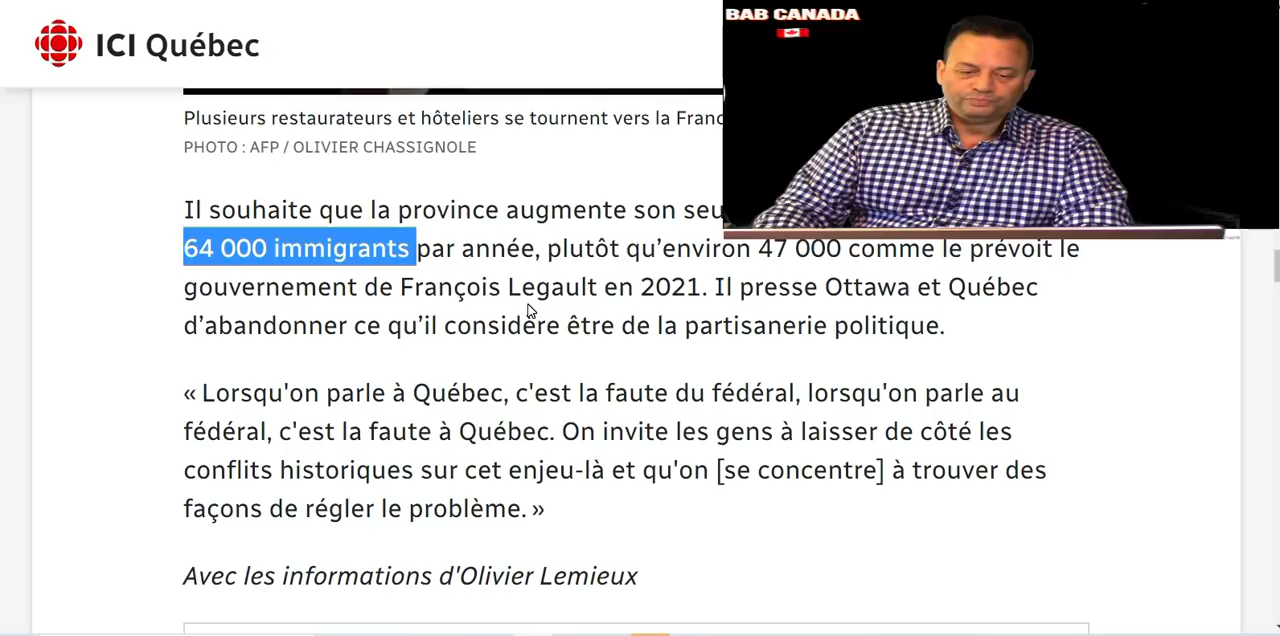 ICI Québec
BAB CANADA
Plusieurs restaurateurs et hôteliers se tournent vers la
PHOTO : AFP / OLIVIER CHASSIGNOLE
Il souhaite que la province augmente son
64 000 immigrants par année, plutôt qu’environ 47 000 comme le prévoit le
gouvernement de François Legault en 2021. Il presse Ottawa et Québec
d’abandonner ce qu’il considère être de la partisanerie politique.
« Lorsqu'on parle à Québec, c'est la faute du fédéral, lorsqu'on parle au
fédéral, c'est la faute à Québec. On invite les gens à laisser de côté les
conflits historiques sur cet enjeu-là et qu'on [se concentre] à trouver des
façons de régler le problème. »
Avec les informations d'Olivier Lemieux